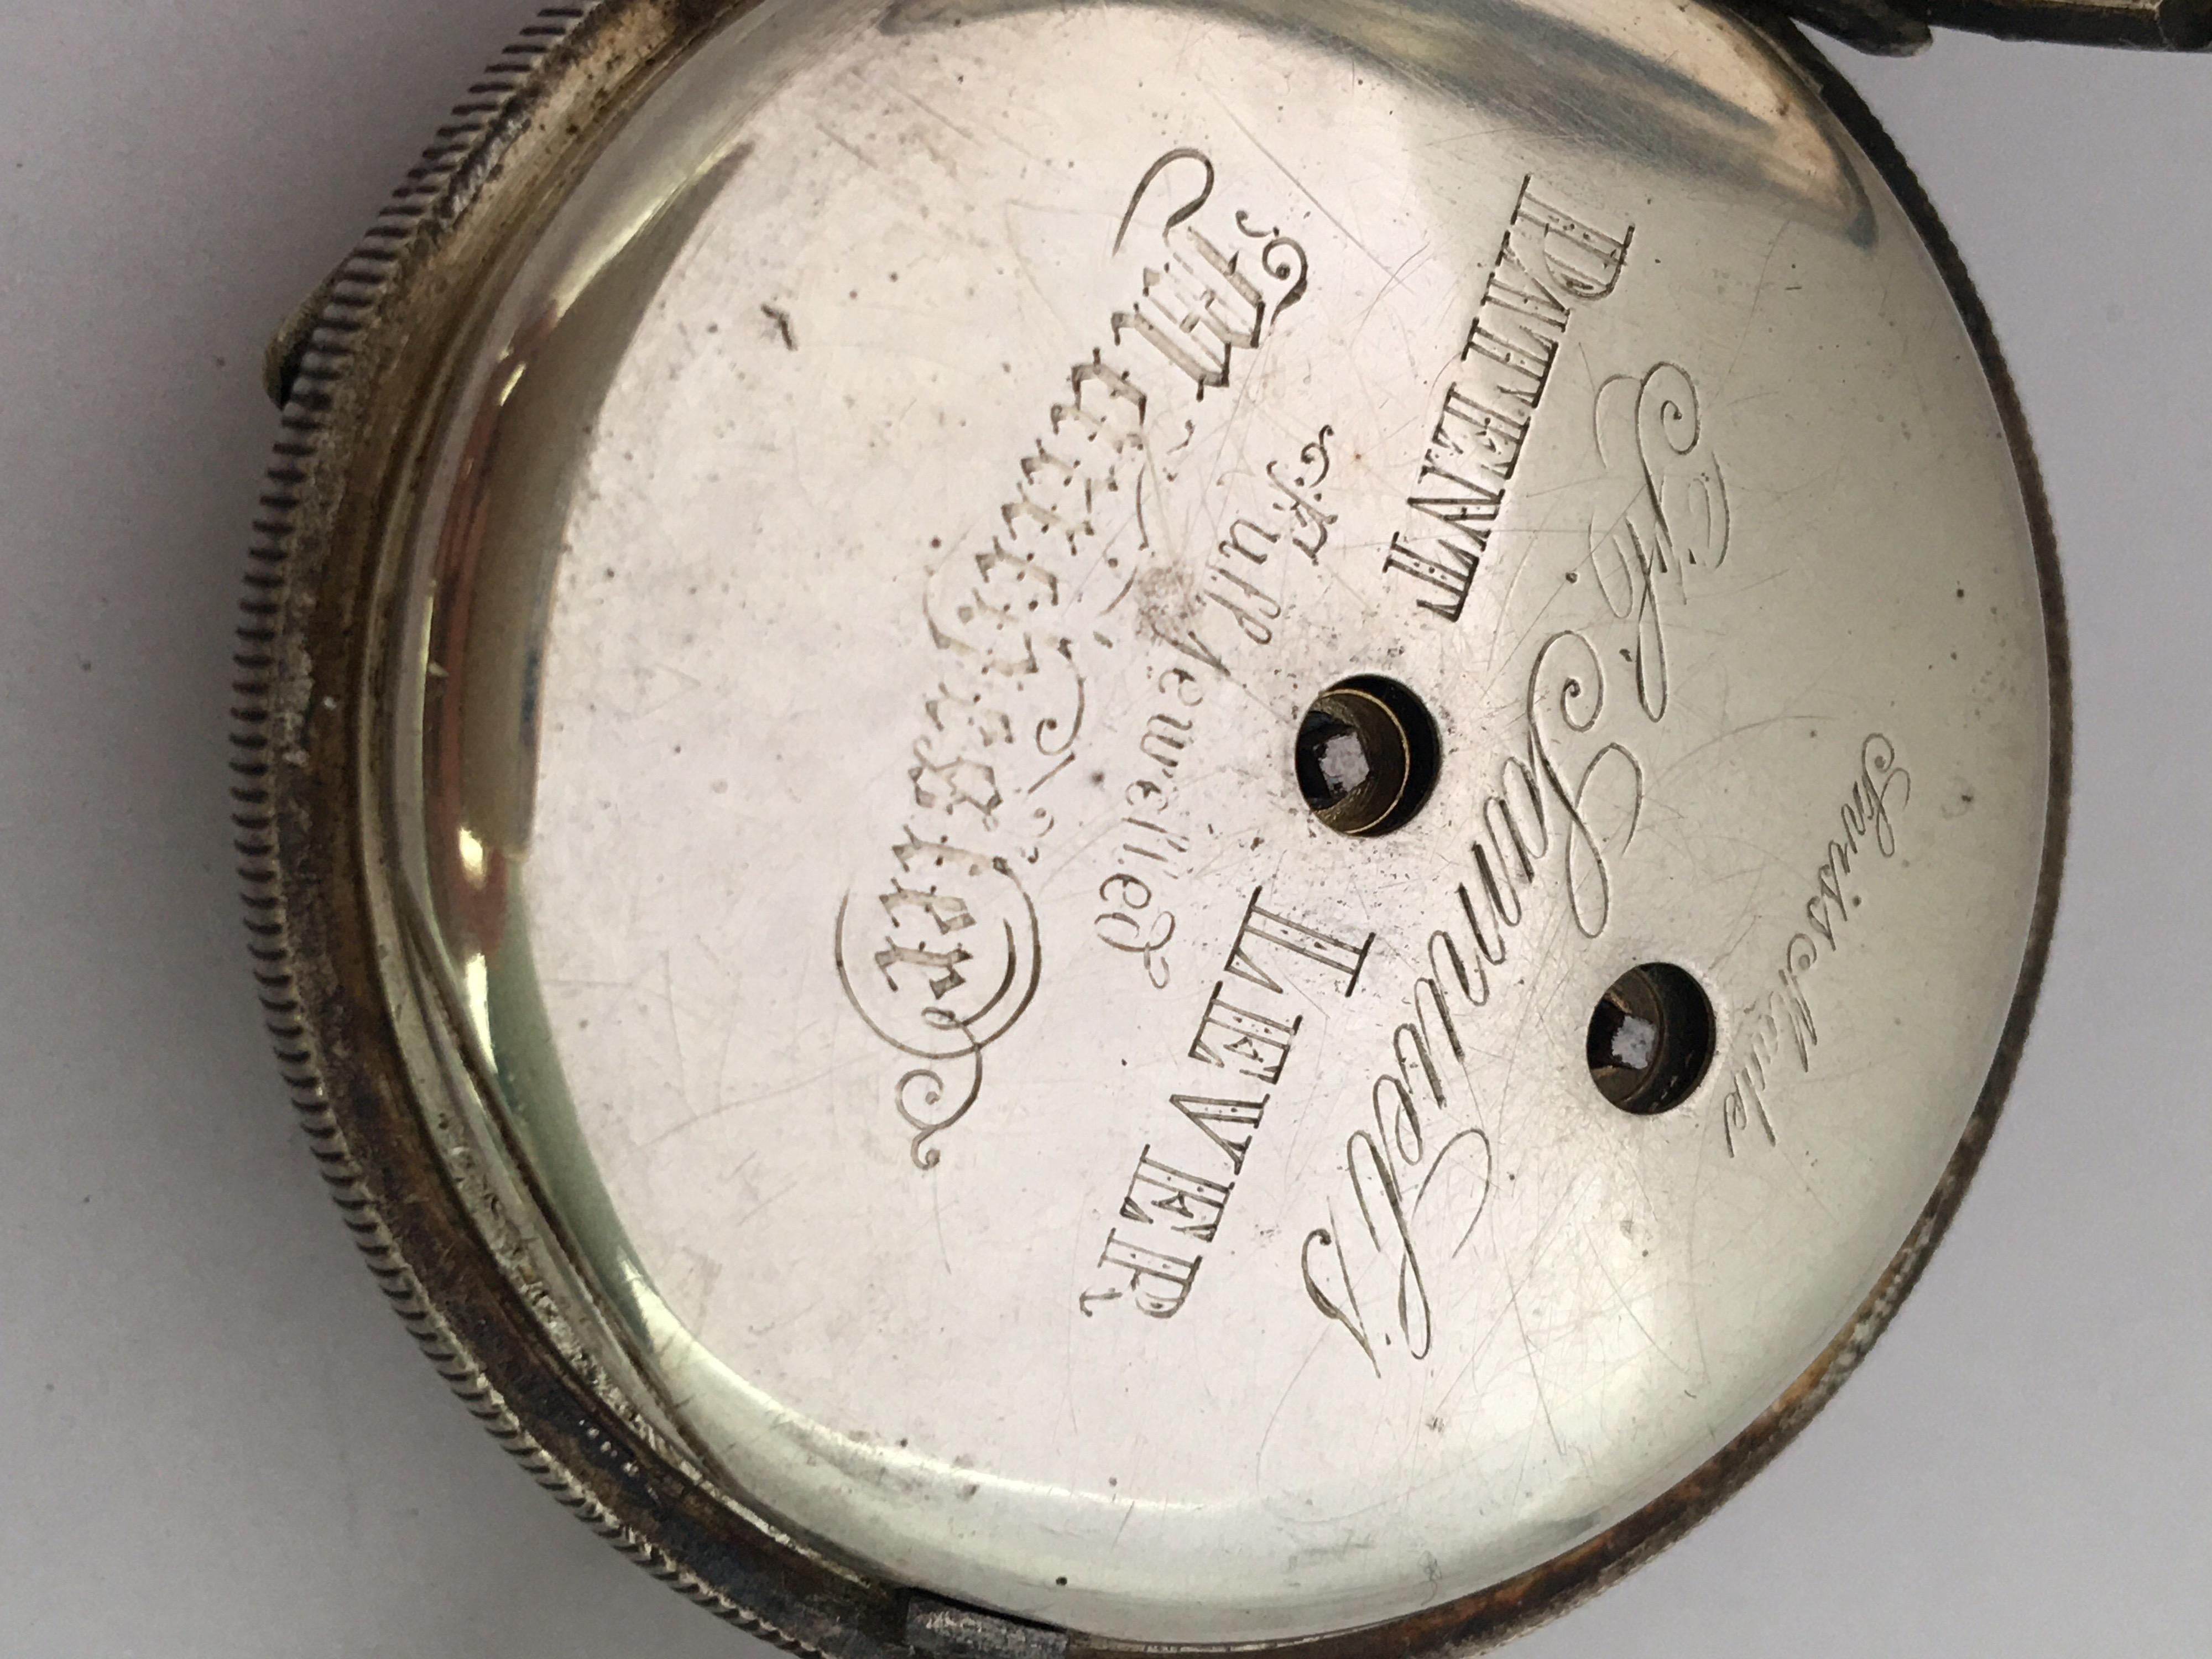 Swiss Made
H. Samuel's
PATENT LEVER
Full Jewelled
Manchester